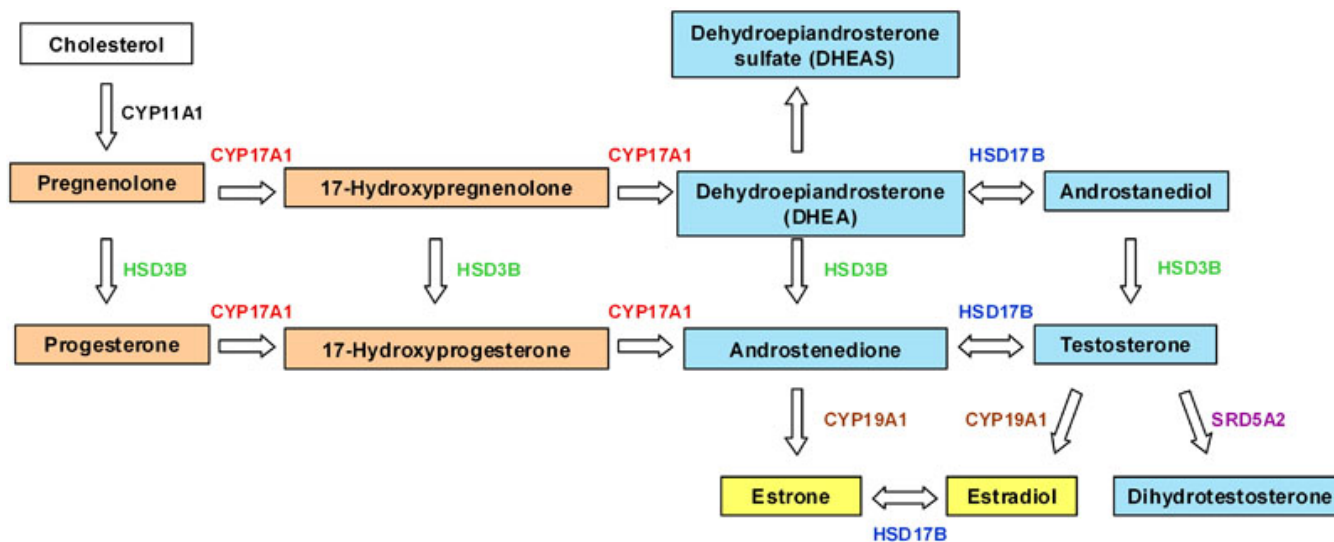 Cholesterol
Dehydroepiandrosterone
sulfate (DHEAS)
CYP11A1
CYP17A1
CYP17A1
HSD17B
Pregnenolone
17-Hydroxypregnenolone
Dehydroepiandrosterone
(DHEA)
Androstanediol
HSD3B
HSD3B
HSD3B
HSD3B
CYP17A1
CYP17A1
HSD17B
Progesterone
17-Hydroxyprogesterone
Androstenedione
Testosterone
CYP19A1
CYP19A1
SRD5A2
Estrone
Estradiol
Dihydrotestosterone
HSD17B